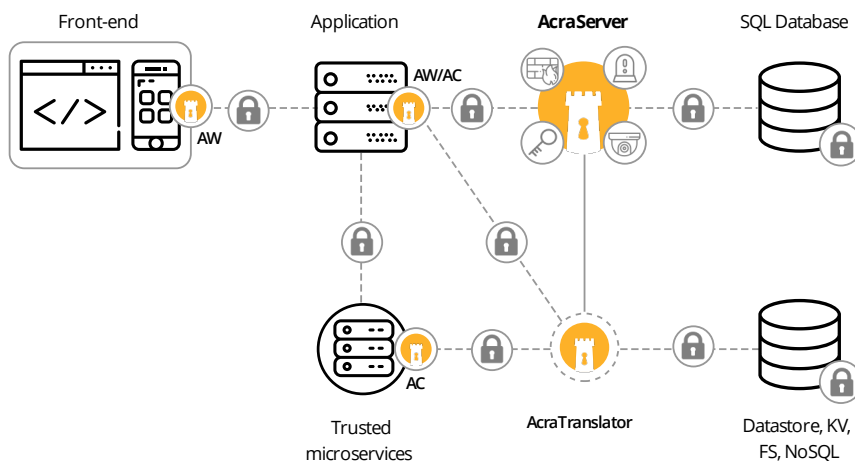 Front-end
Application
AcraServer
SQL Database
AW/AC
</>
AW
AC
AcraTranslator
Trusted
microservices
Datastore, KV,
FS, NoSQL